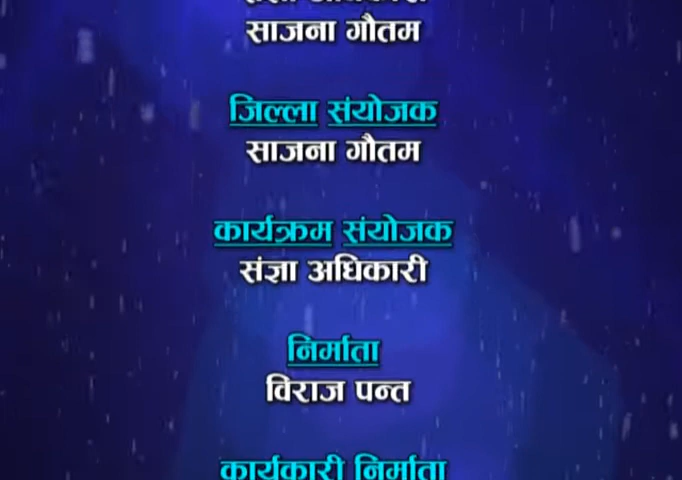 साजना गौतम
जिल्ला संयोजक
साजना गौतम
कार्यक्रम संयोजक
संज्ञा अधिकारी
निर्माता
विराज पन्त
कार्यकारी निर्माता